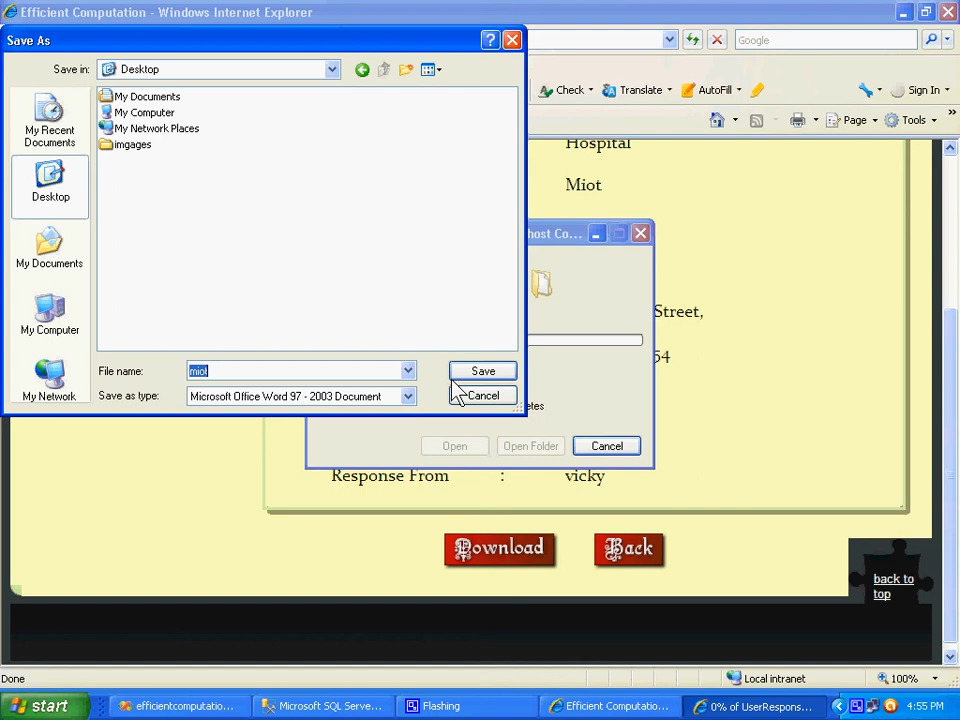 Efficient Computation - Windows Internet Explorer
Save As
Save in: Desktop
Google
Check Translate AutoFill Sign In
Page Tools
My Recent Documents
Desktop
My Documents
My Computer
My Network
My Documents
My Computer
My Network Places
imgages
File name: miot Save
Save as type: Microsoft Office Word 97 - 2003 Document Cancel
Hospital
Miot
host Co...
Street,
54
Open Open Folder Cancel
Response From : vicky
Download Back
back to
top
Done Local intranet 100%
start efficientcomputatio... Microsoft SQL Serve... Flashing Efficient Computatio... 0% of UserRespons... 4:55 PM